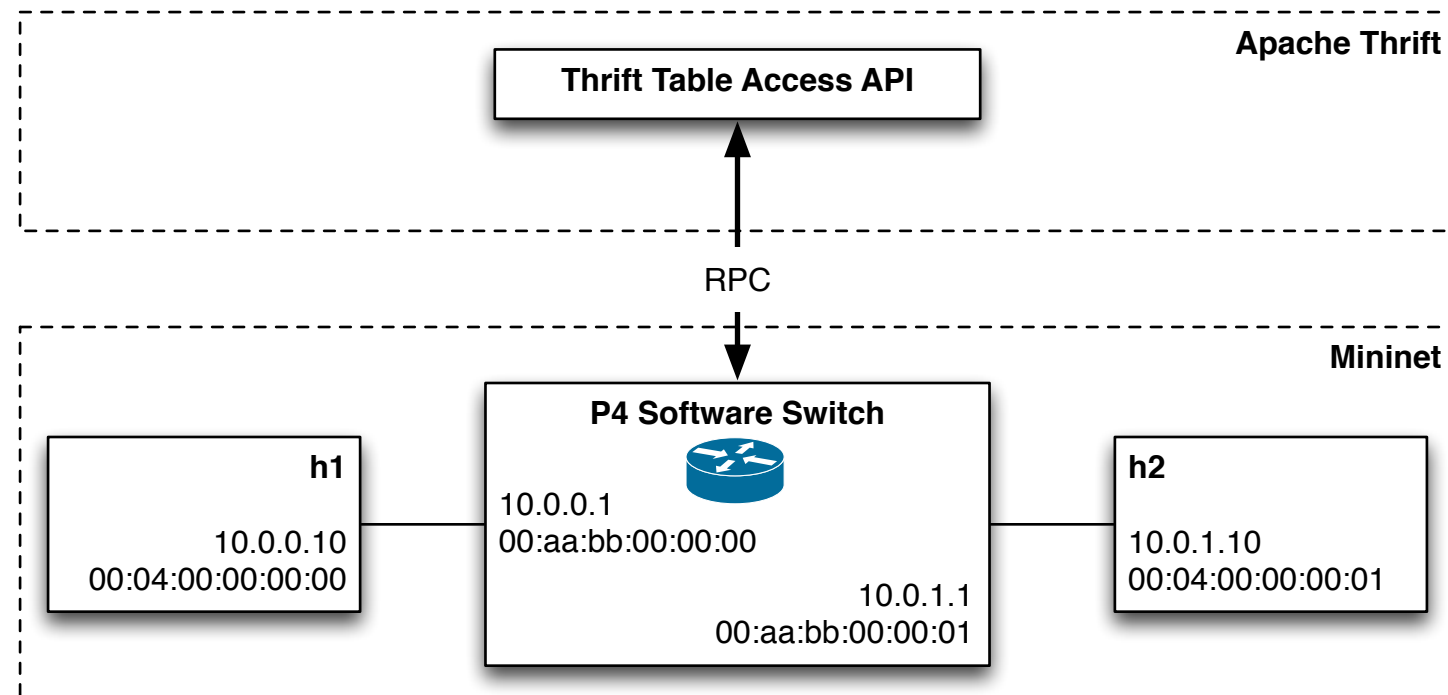 Apache Thrift
Thrift Table Access API
RPC
Mininet
P4 Software Switch
h1
10.0.0.10
00:04:00:00:00:00
10.0.0.1
00:aa:bb:00:00:00
10.0.1.1
00:aa:bb:00:00:01
h2
10.0.1.10
00:04:00:00:00:01